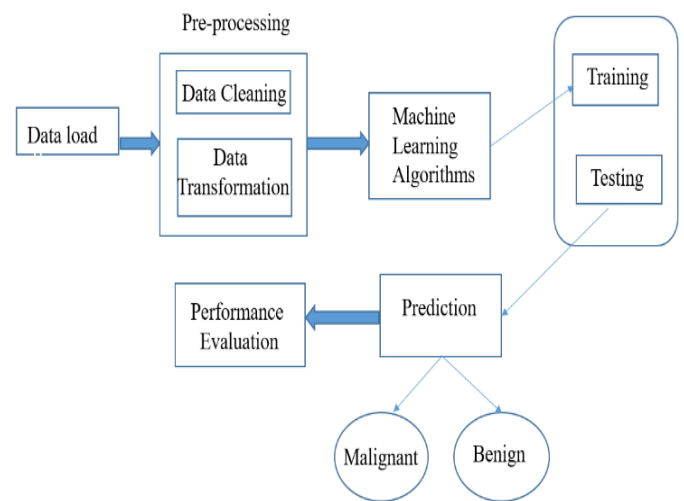 Pre-processing
Data load
Data Cleaning
Data
Transformation
Machine
Learning
Algorithms
Training
Testing
Prediction
Performance
Evaluation
Malignant
Benign